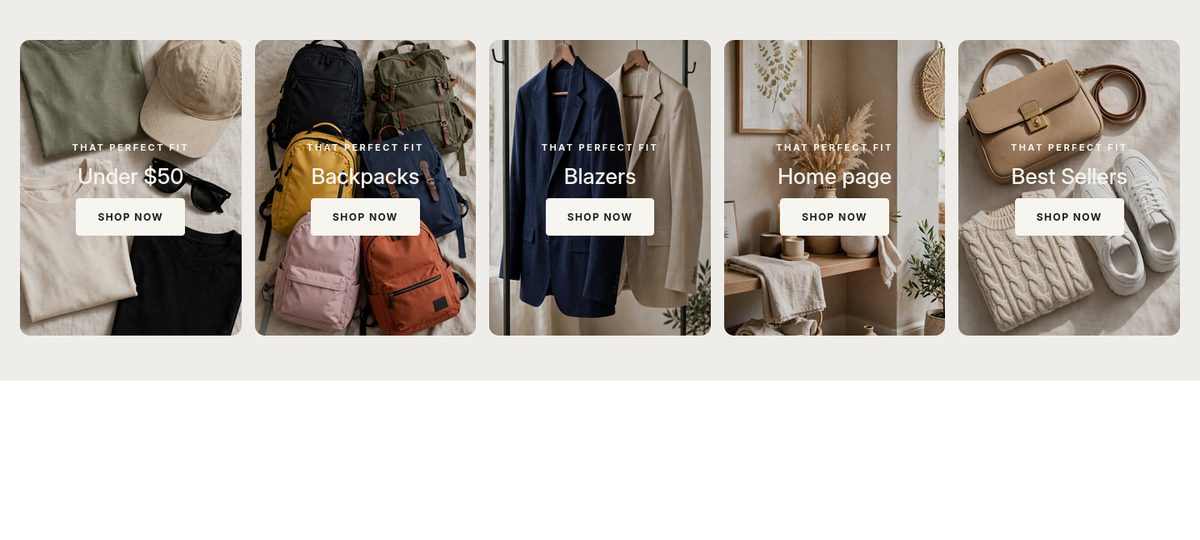 THAT PERFECT FIT
Under $50
SHOP NOW
THAT PERFECT FIT
Backpacks
SHOP NOW
THAT PERFECT FIT
Blazers
SHOP NOW
THAT PERFECT FIT
Home page
SHOP NOW
THAT PERFECT FIT
Best Sellers
SHOP NOW